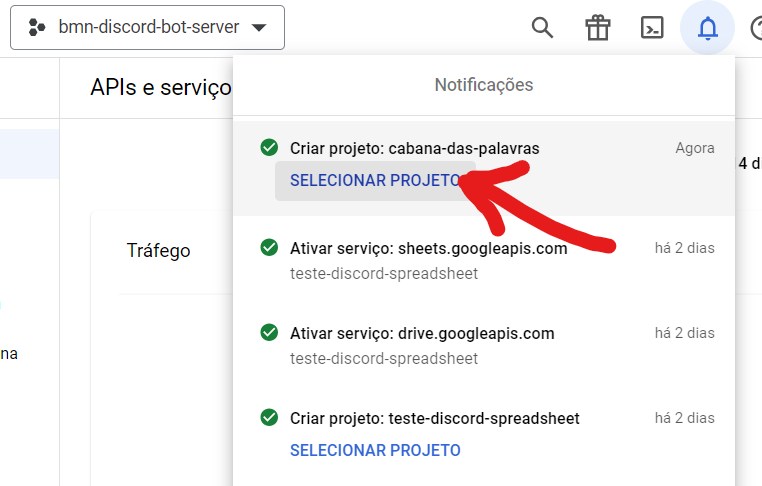 bmn-discord-bot-server
APIs e serviço
Notificações
Criar projeto: cabana-das-palavras
Agora
SELECIONAR PROJETO
4 d
Tráfego
Ativar serviço: sheets.googleapis.com
há 2 dias
teste-discord-spreadsheet
Ativar serviço: drive.googleapis.com
há 2 dias
na
teste-discord-spreadsheet
Criar projeto: teste-discord-spreadsheet
há 2 dias
SELECIONAR PROJETO